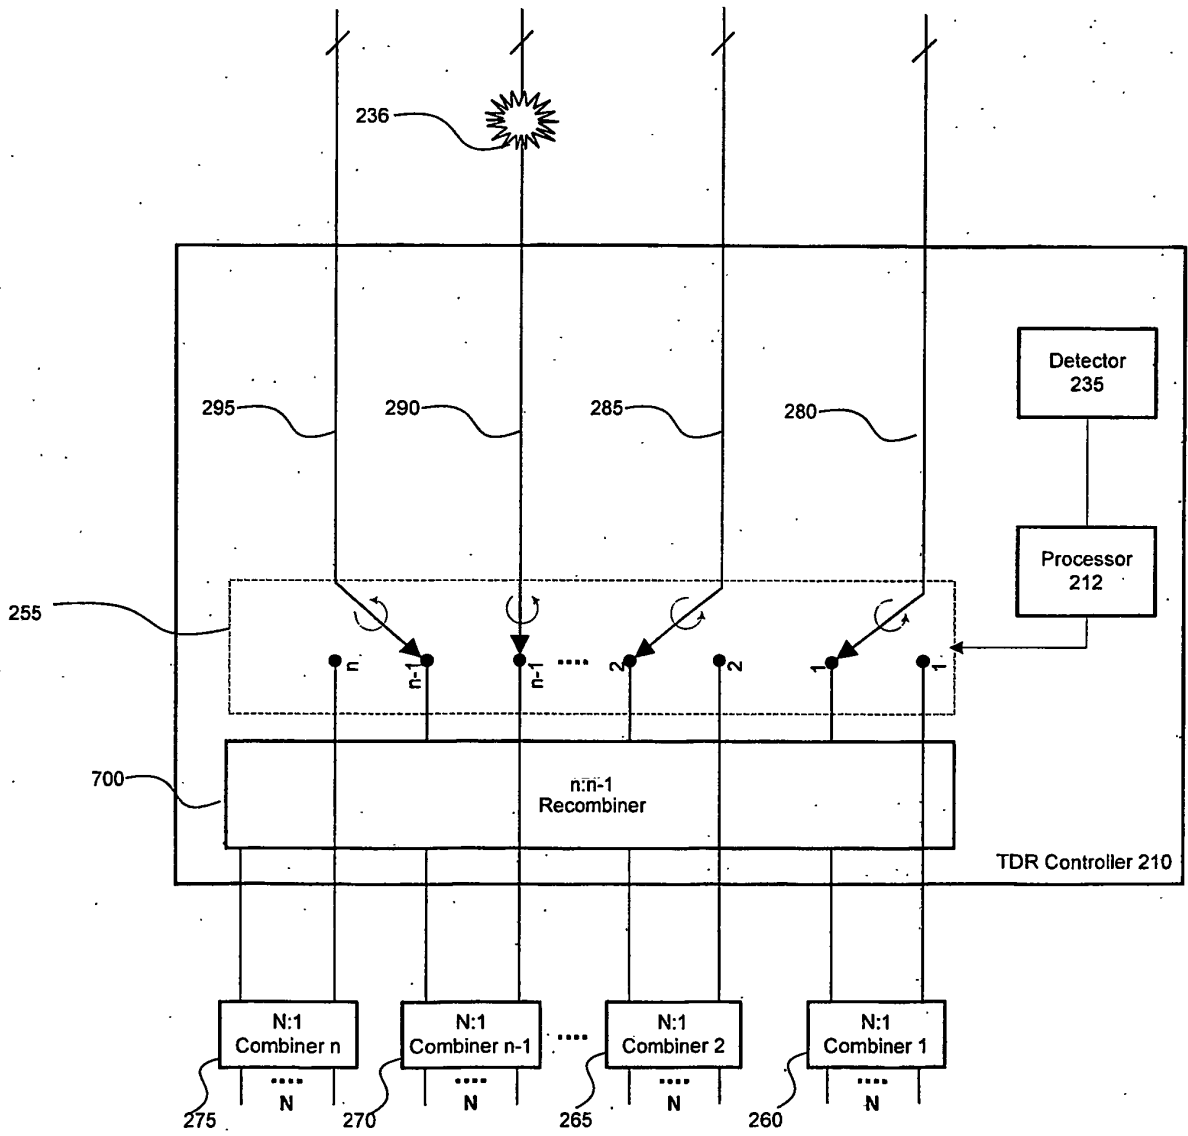 236
Detector
235
295
290
285
280
Processor
212
255
n
n-1
n-1
....
2
2
1
1
700
n:n-1
Recombiner
TDR Controller 210
N:1
Combiner n
N:1
Combiner n-1
....
N:1
Combiner 2
N:1
Combiner 1
....
N
....
N
....
N
....
N
275
270
265
260